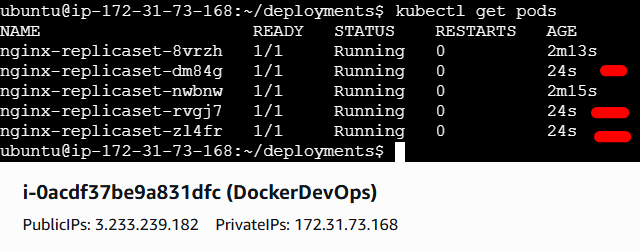 ubuntu@ip-172-31-73-168:~/deployments$ kubectl get pods
NAME READY STATUS RESTARTS AGE
nginx-replicaset-8vrzh 1/1 Running 0 2m13s
nginx-replicaset-dm84g 1/1 Running 0 24s
nginx-replicaset-nwbnw 1/1 Running 0 2m15s
nginx-replicaset-rvgj7 1/1 Running 0 24s
nginx-replicaset-zl4fr 1/1 Running 0 24s
ubuntu@ip-172-31-73-168:~/deployments$
i-0acdf37be9a831dfc (DockerDevOps)
PublicIPs: 3.233.239.182 PrivateIPs: 172.31.73.168